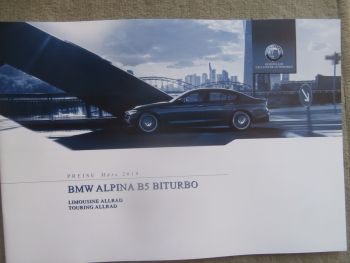 PREISE März 2019
BMW ALPINA B5 BITURBO
LIMOUSINE ALLRAD
TOURING ALLRAD